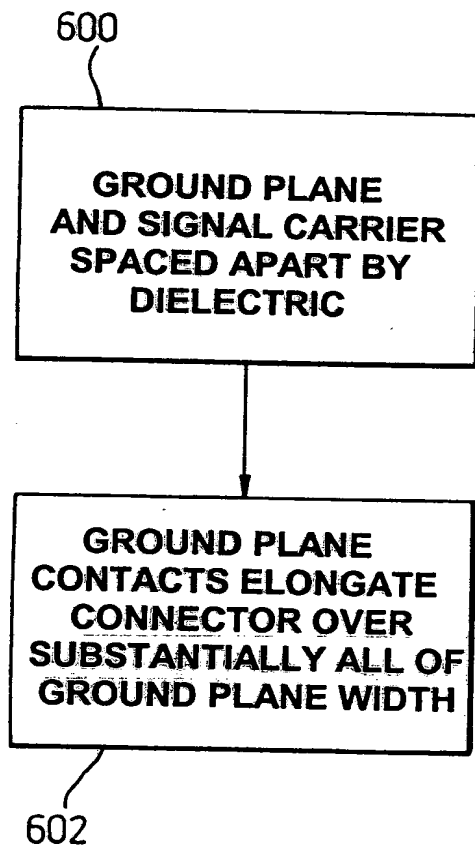 600
GROUND PLANE
AND SIGNAL CARRIER
SPACED APART BY
DIELECTRIC
GROUND PLANE
CONTACTS ELONGATE
CONNECTOR OVER
SUBSTANTIALLY ALL OF
GROUND PLANE WIDTH
602